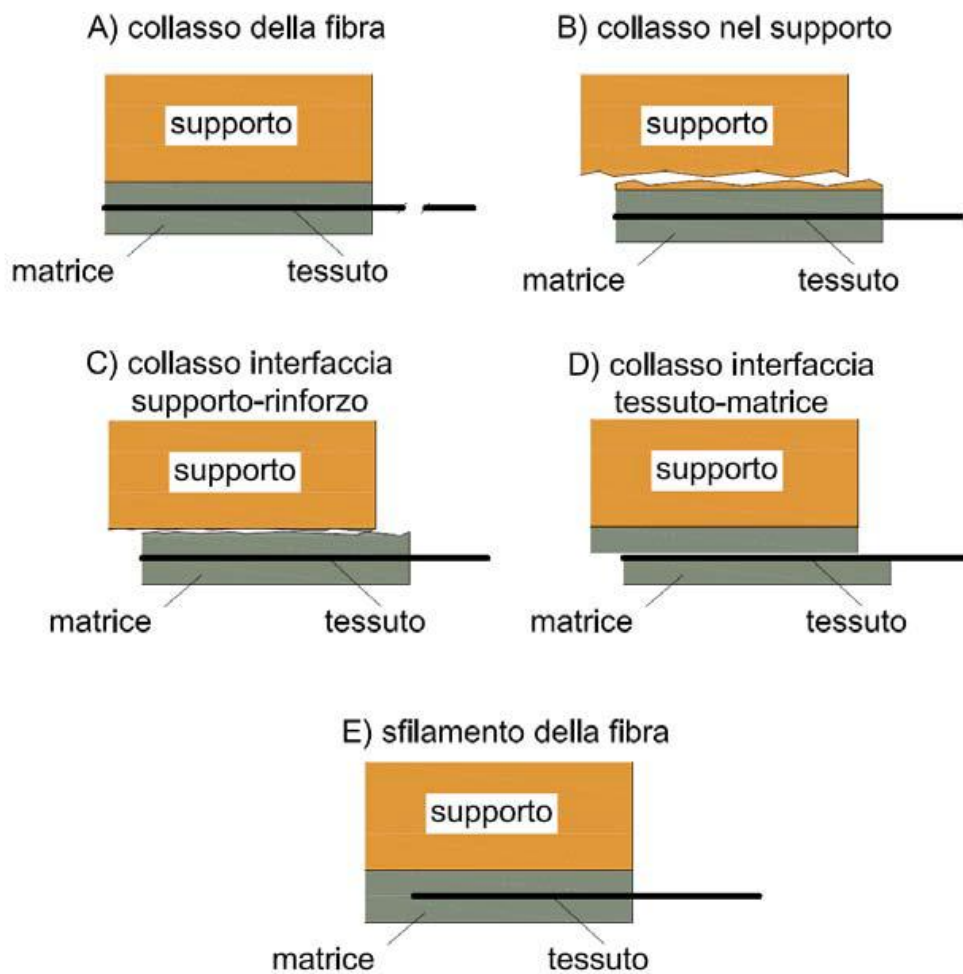 A) collasso della fibra
supporto
matrice
tessuto
B) collasso nel supporto
supporto
matrice
tessuto
C) collasso interfaccia
supporto-rinforzo
supporto
matrice
tessuto
D) collasso interfaccia
tessuto-matrice
supporto
matrice
tessuto
E) sfilamento della fibra
supporto
matrice
tessuto